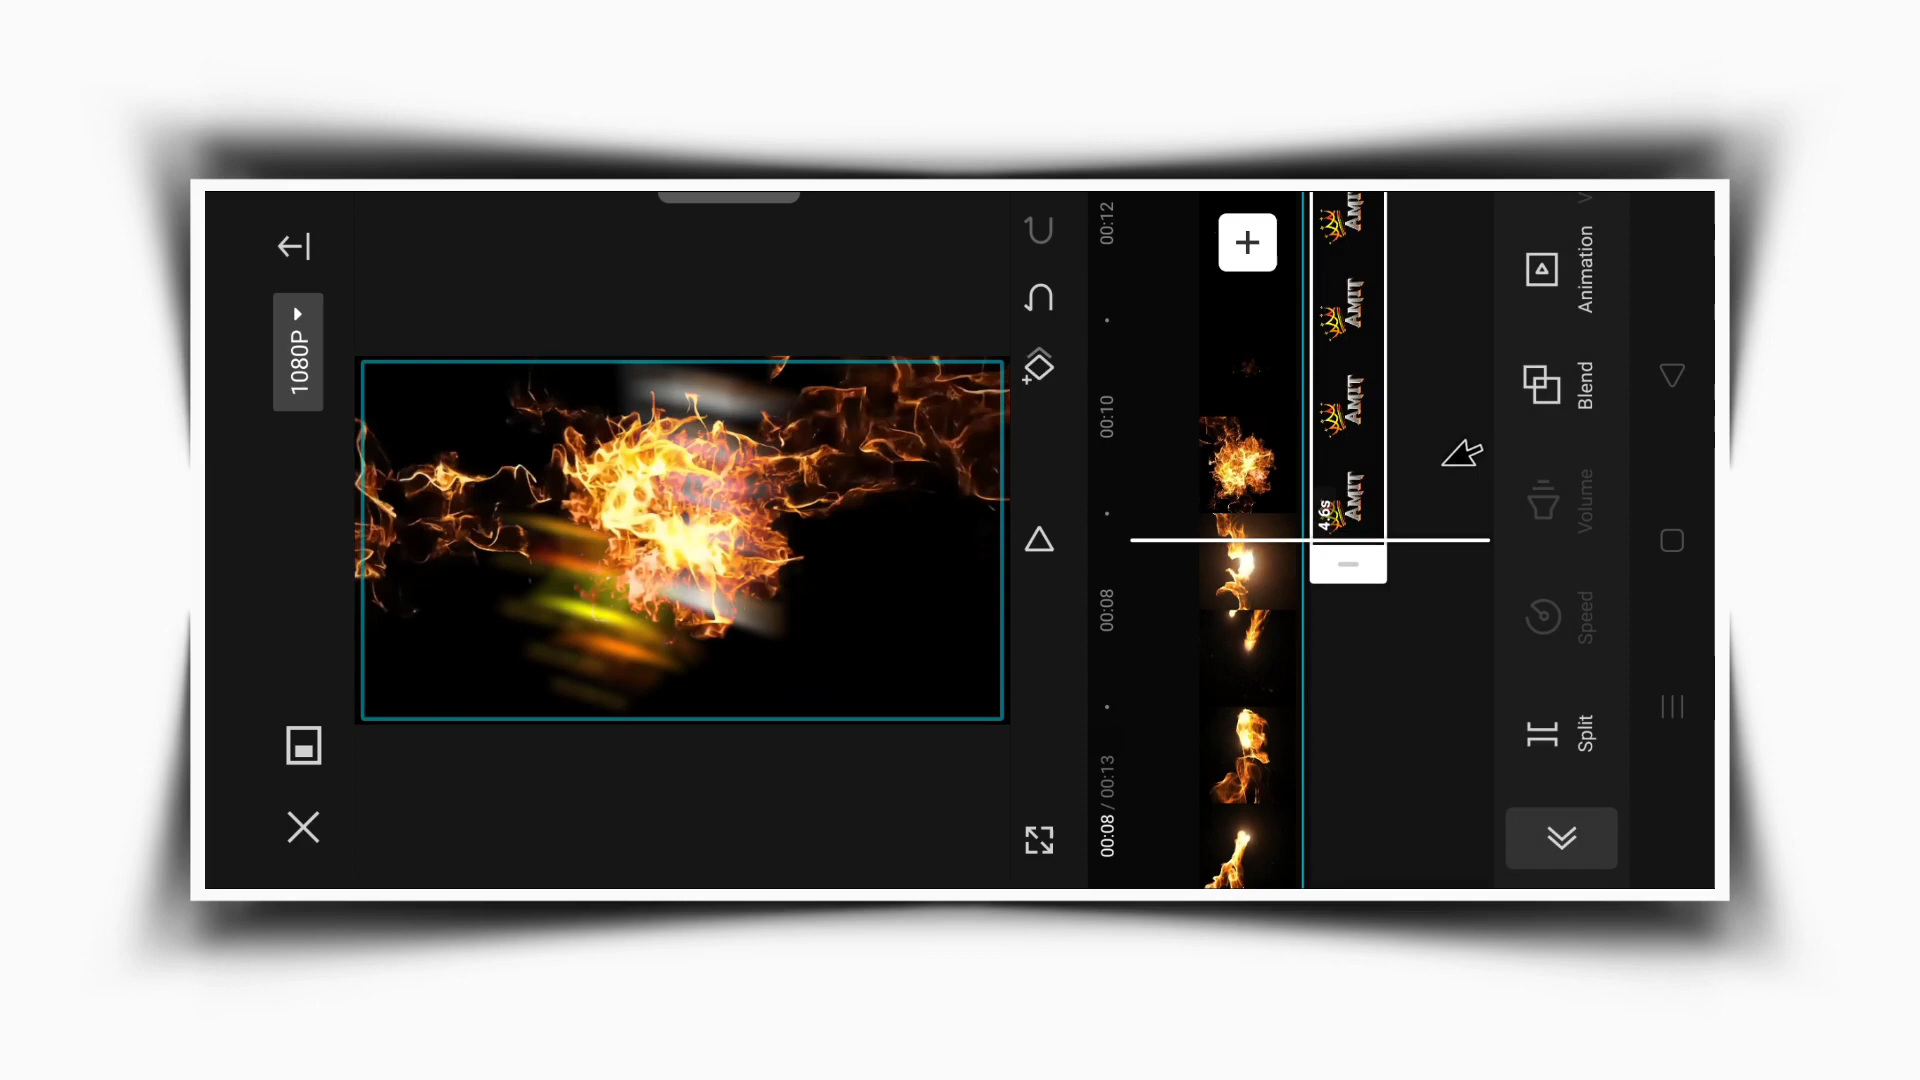 1080P
00:08 / 00:13
00:08
00:10
00:12
4.6s
AMIT
AMIT
AMIT
AMI
Split
Speed
Volume
Blend
Animation